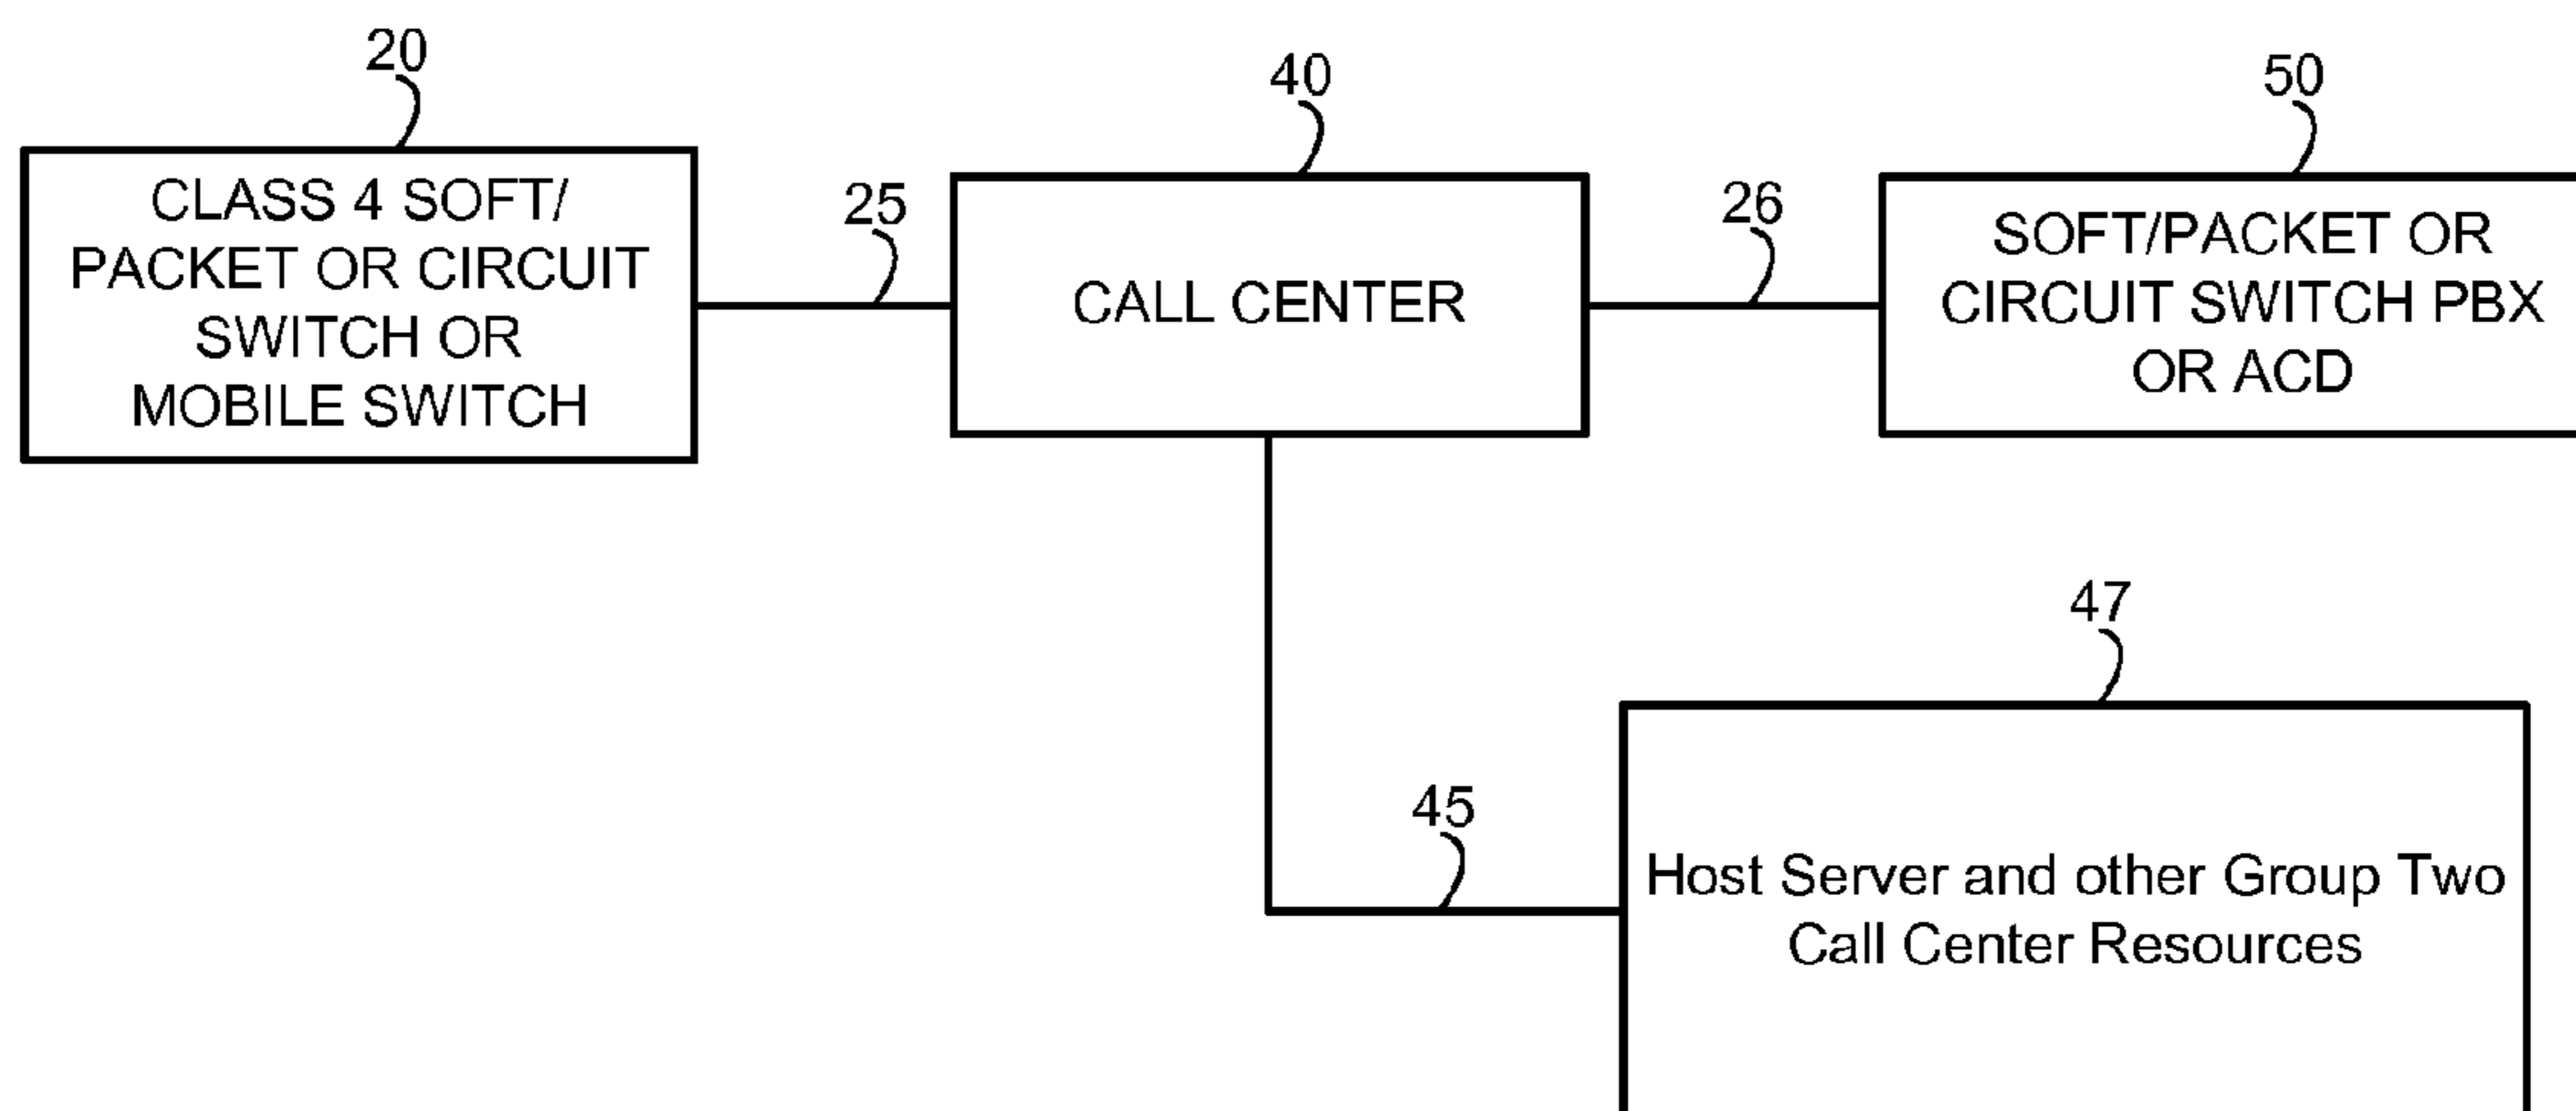 20
40
50
CLASS 4 SOFT/
PACKET OR CIRCUIT
SWITCH OR
MOBILE SWITCH
25
CALL CENTER
26
SOFT/PACKET OR
CIRCUIT SWITCH PBX
OR ACD
47
45
Host Server and other Group Two
Call Center Resources